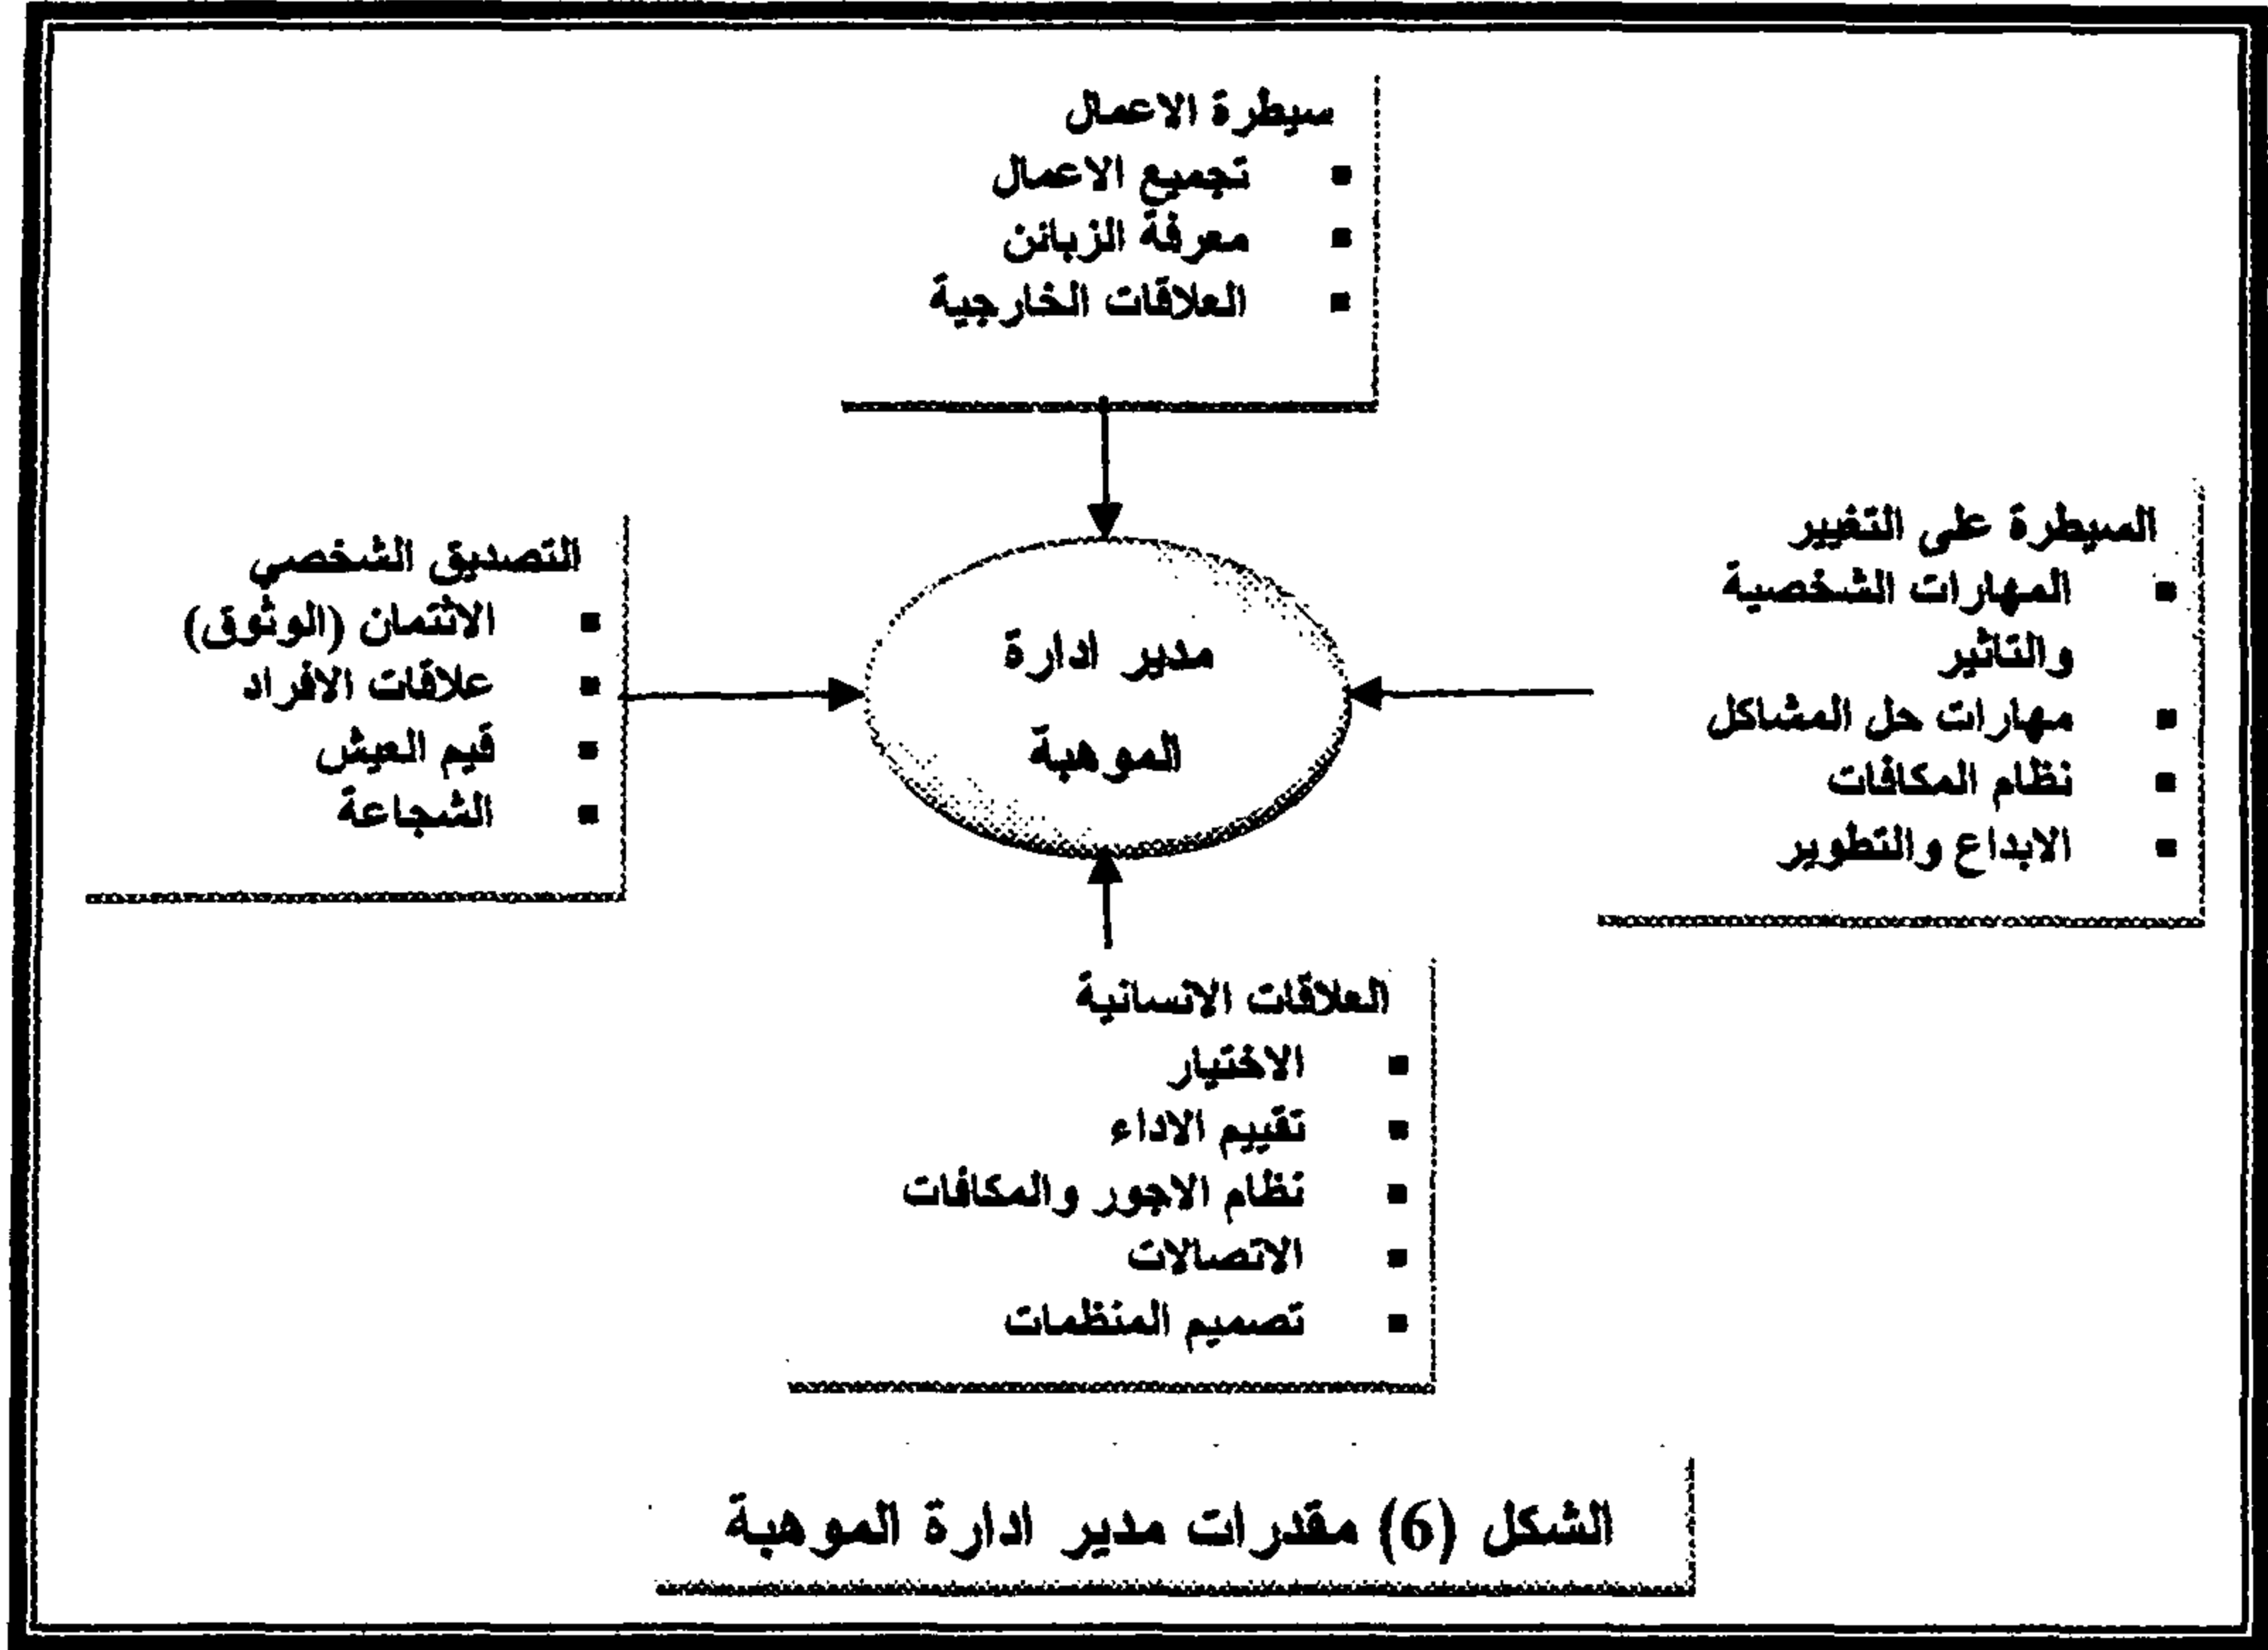 سيطرة الاعمال
▪ تجميع الاعمال
▪ معرفة الزبائن
▪ العلاقات الخارجية
السيطرة على التغيير
▪ المهارات الشخصية
والتاثير
▪ مهارات حل المشاكل
▪ نظام المكافات
▪ الابداع والتطوير
مدير ادارة
الموهبة
التصديق الشخصي
▪ الائتمان (الوثوق)
▪ علاقات الافراد
▪ قيم العيش
▪ الشجاعة
العلاقات الانسانية
▪ الاختيار
▪ تقييم الاداء
▪ نظام الاجور والمكافات
▪ الاتصالات
▪ تصميم المنظمات
الشكل (6) مقدرات مدير ادارة الموهبة